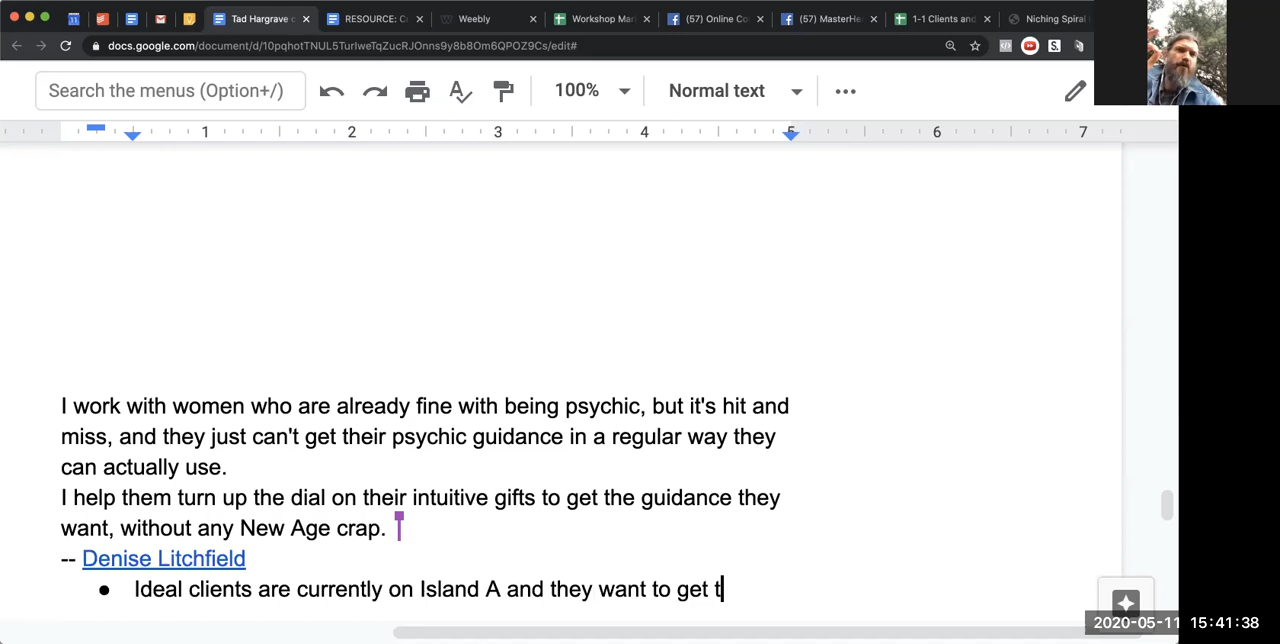 31
Tad Hargrave c
RESOURCE: C
Weebly
Workshop Mar
(57) Online Co
(57) MasterHe
1-1 Clients and
Niching Spiral
docs.google.com/document/d/10pqhotTNUL5TurIweTqZucRJOnns9y8b8Om6QPOZ9Cs/edit#
Search the menus (Option+/)
100%
Normal text
1 2 3 4 5 6 7
I work with women who are already fine with being psychic, but it's hit and
miss, and they just can't get their psychic guidance in a regular way they
can actually use.
I help them turn up the dial on their intuitive gifts to get the guidance they
want, without any New Age crap.
-- Denise Litchfield
● Ideal clients are currently on Island A and they want to get t
2020-05-11 15:41:38